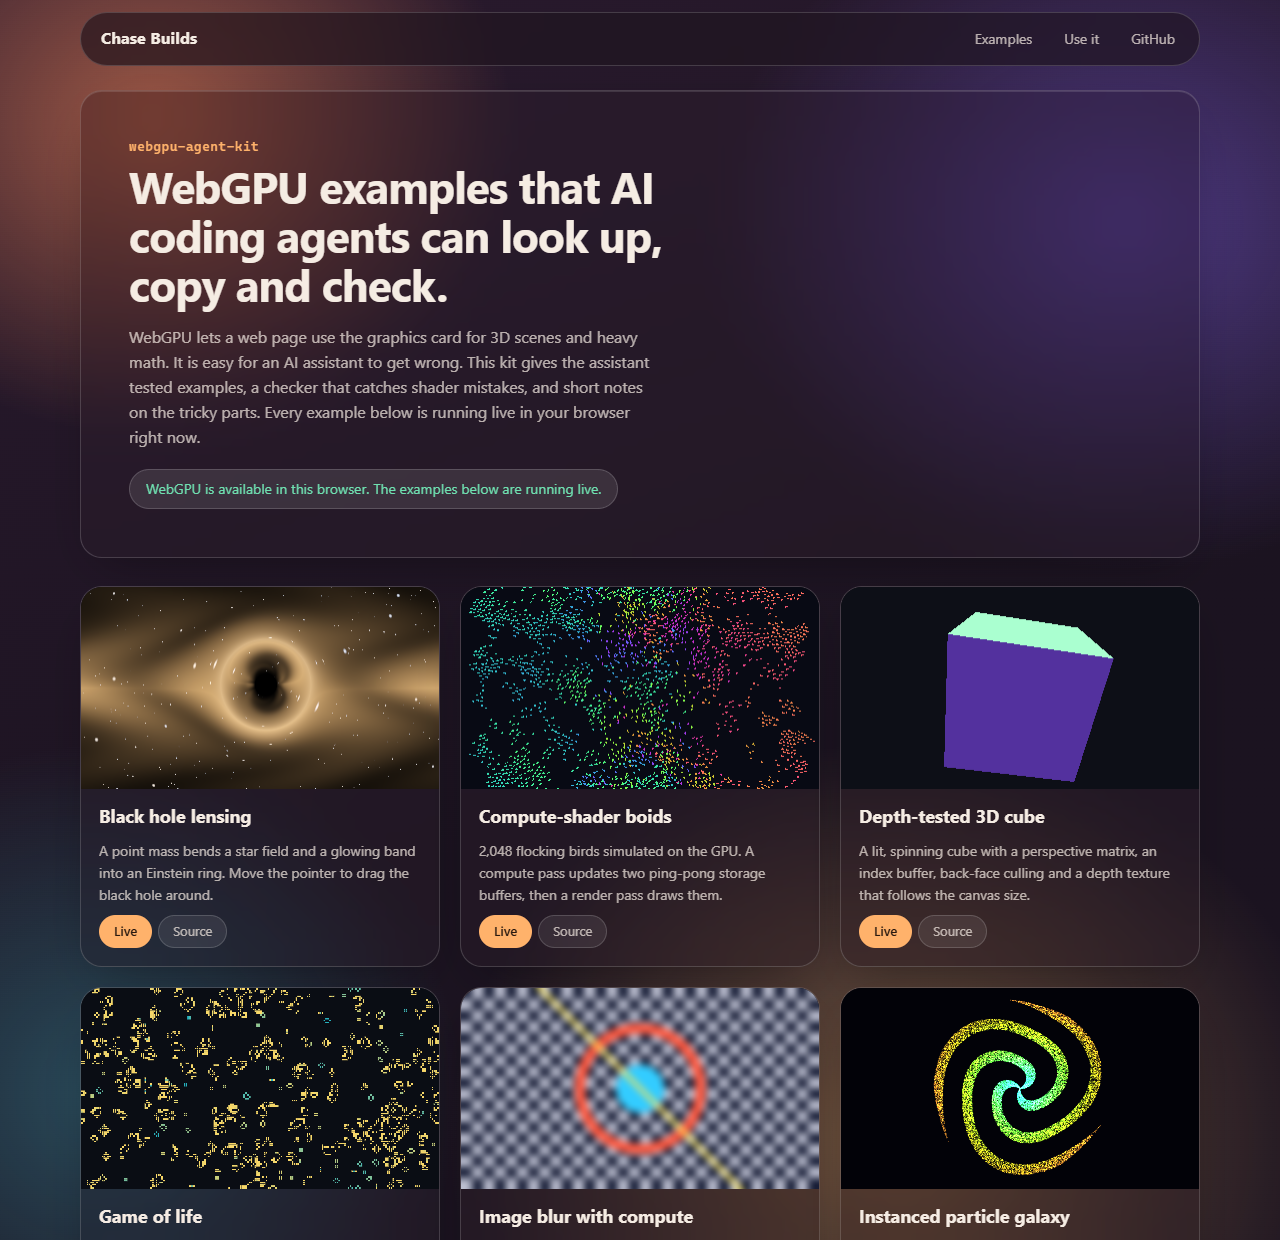 Chase Builds
Examples
Use it
GitHub
webgpu-agent-kit
WebGPU examples that AI
coding agents can look up,
copy and check.
WebGPU lets a web page use the graphics card for 3D scenes and heavy
math. It is easy for an AI assistant to get wrong. This kit gives the assistant
tested examples, a checker that catches shader mistakes, and short notes
on the tricky parts. Every example below is running live in your browser
right now.
WebGPU is available in this browser. The examples below are running live.
Black hole lensing
A point mass bends a star field and a glowing band
into an Einstein ring. Move the pointer to drag the
black hole around.
Live
Source
Compute-shader boids
2,048 flocking birds simulated on the GPU. A
compute pass updates two ping-pong storage
buffers, then a render pass draws them.
Live
Source
Depth-tested 3D cube
A lit, spinning cube with a perspective matrix, an
index buffer, back-face culling and a depth texture
that follows the canvas size.
Live
Source
Game of life
Image blur with compute
Instanced particle galaxy